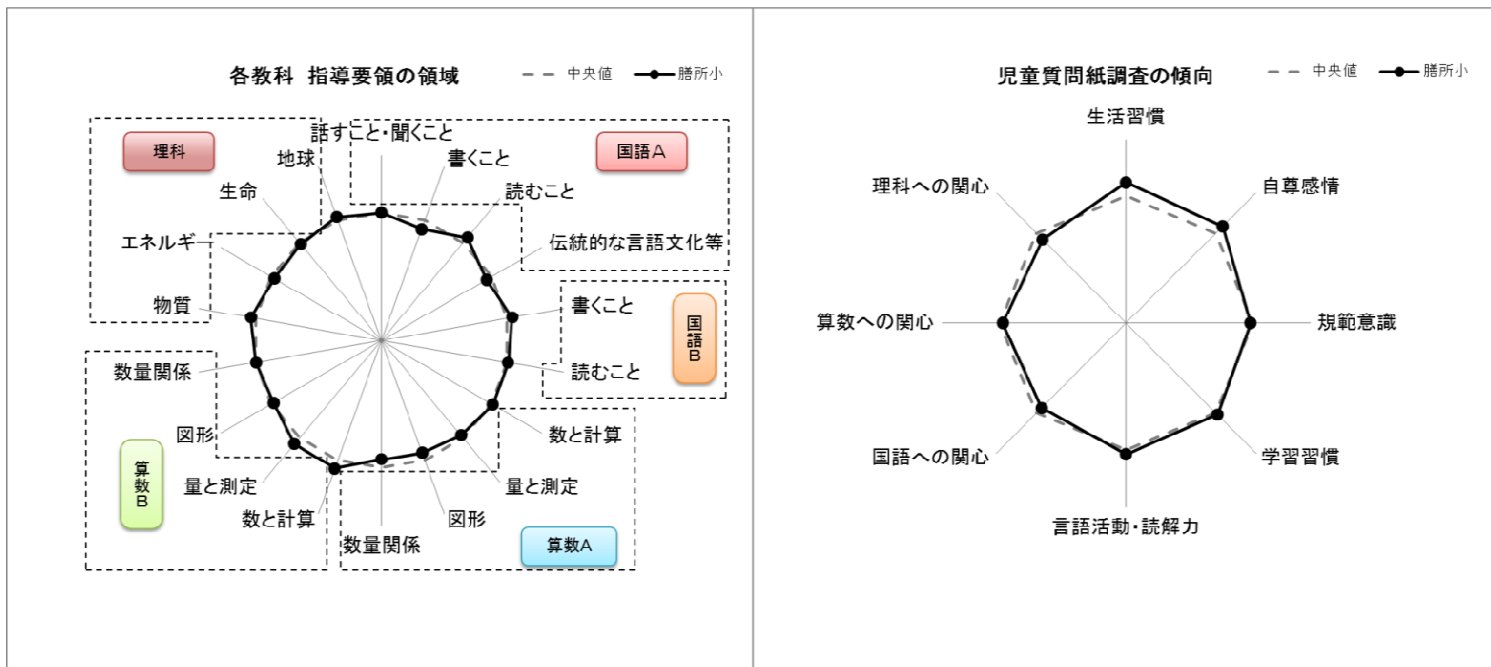 各教科 指導要領の領域
中央値
膳所小
理科
国語A
国語B
算数A
算数B
話すこと・聞くこと
書くこと
読むこと
伝統的な言語文化等
書くこと
読むこと
数と計算
量と測定
図形
数量関係
数と計算
量と測定
図形
数量関係
物質
エネルギー
生命
地球
児童質問紙調査の傾向
中央値
膳所小
生活習慣
自尊感情
規範意識
学習習慣
言語活動・読解力
国語への関心
算数への関心
理科への関心